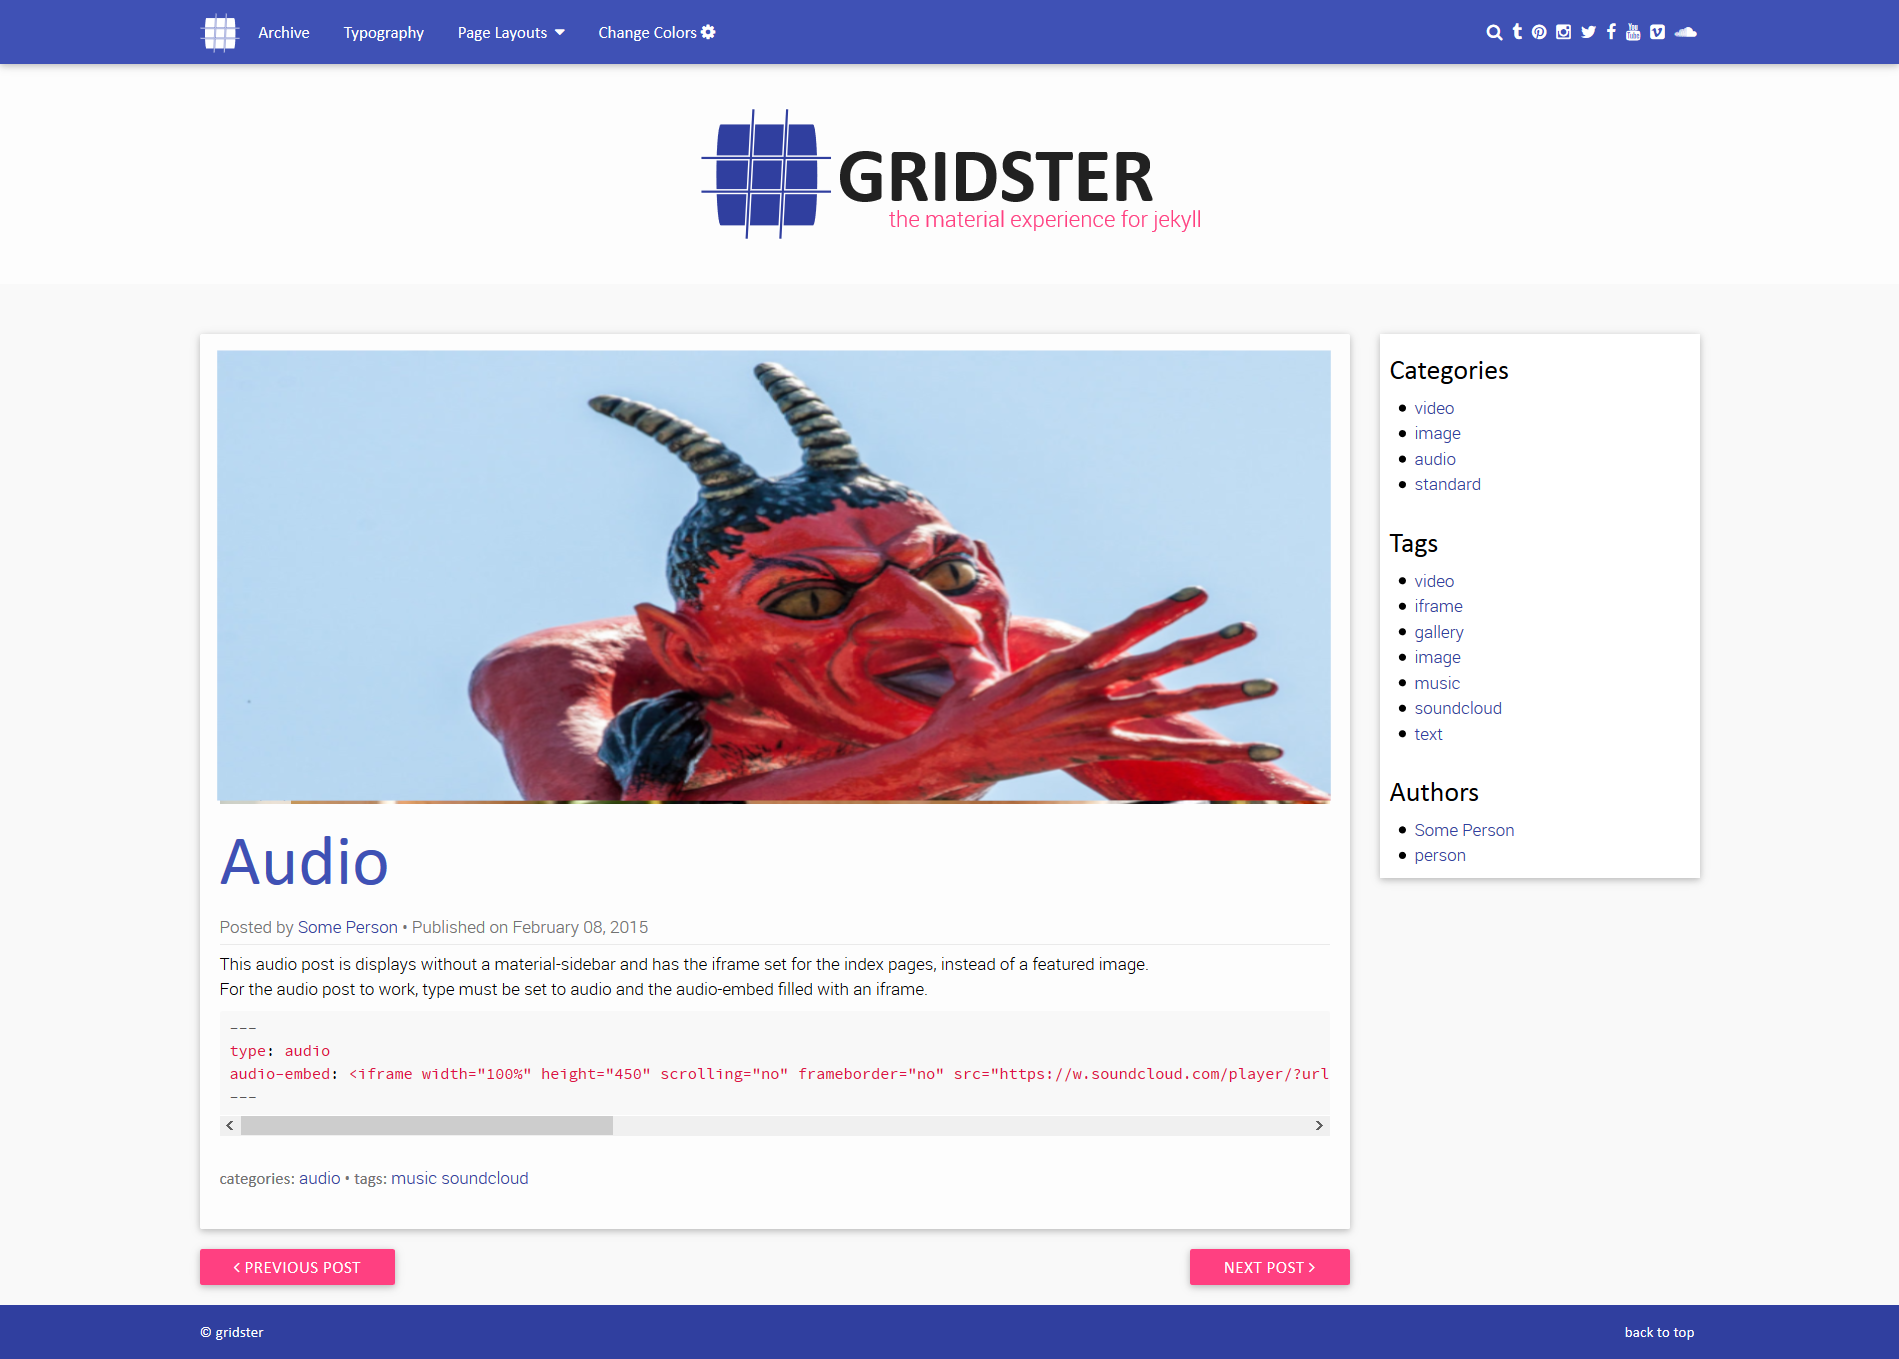 Archive Typography Page Layouts Change Colors
GRIDSTER
the material experience for jekyll
Audio
Posted by Some Person • Published on February 08, 2015
This audio post is displays without a material-sidebar and has the iframe set for the index pages, instead of a featured image.
For the audio post to work, type must be set to audio and the audio-embed filled with an iframe.
---
type: audio
audio-embed: <iframe width="100%" height="450" scrolling="no" frameborder="no" src="https://w.soundcloud.com/player/?url
---
categories: audio • tags: music soundcloud
< PREVIOUS POST
NEXT POST >
Categories
• video
• image
• audio
• standard
Tags
• video
• iframe
• gallery
• image
• music
• soundcloud
• text
Authors
• Some Person
• person
© gridster
back to top